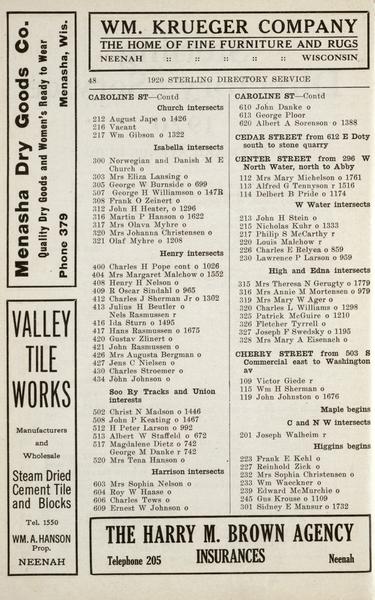 WM. KRUEGER COMPANY
THE HOME OF FINE FURNITURE AND RUGS
NEENAH :: :: :: :: :: WISCONSIN
Menasha Dry Goods Co.
Quality Dry Goods and Women's Ready to Wear
Phone 379 Menasha, Wis.
VALLEY
TILE
WORKS
Manufacturers
and
Wholesale
Steam Dried
Cement Tile
and Blocks
Tel. 1550
WM. A. HANSON
Prop.
NEENAH
48 1920 STERLING DIRECTORY SERVICE
CAROLINE ST—Contd
Church intersects
212 August Jape o 1426
216 Vacant
217 Wm Gibson o 1322
Isabella intersects
300 Norwegian and Danish M E
Church o
303 Mrs Eliza Lansing o
305 George W Burnside o 699
307 George H Williamson o 147R
308 Frank O Zeinert o
312 John H Heater, o 1296
316 Martin P Hanson o 1622
317 Mrs Olava Myhre o
320 Mrs Johanna Christensen o
321 Olaf Myhre o 1208
Henry intersects
400 Charles H Pope cont o 1026
404 Mrs Margaret Malchow o 1552
408 Henry H Nelson o
409 R Oscar Sindahl o 965
412 Charles J Sherman Jr o 1302
413 Julius H Beutler o
Nels Rasmussen r
416 Ida Sturn o 1495
417 Hans Rasmussen o 1675
420 Gustav Zlinert o
421 John Rasmussen o
426 Mrs Augusta Bergman o
427 Jens C Nielsen o
430 Charles Stroemer o
434 John Johnson o
Soo Ry Tracks and Union
intersects
502 Christ N Madson o 1446
508 John P Keating o 1467
512 H Peter Larson o 992
513 Albert W Staffeld o 672
517 Magdalene Dietz o 742
George M Danke r 742
520 Mrs Tena Hanson o
Harrison intersects
603 Mrs Sophia Nelson o
604 Roy W Haase o
606 Charles Tews o
609 Ernest W Johnson o
CAROLINE ST—Contd
610 John Danke o
613 George Ploor
620 Albert A Sorenson o 1388
CEDAR STREET from 612 E Doty
south to stone quarry
CENTER STREET from 296 W
North Water, north to Abby
112 Mrs Mary Michelson o 1761
113 Alfred G Tennyson o 1516
114 Delbert B Pride o 1174
W Water intersects
213 John H Stein o
215 Nicholas Kuhr o 1333
217 Philip S McCarthy r
220 Louis Malchow r
226 Charles E Relyea o 859
230 Lawrence P Larson o 959
High and Edna intersects
315 Mrs Theresa N Gerugty o 1779
316 Mrs Annie M Mortensen o 979
319 Mrs Mary W Ager o
320 Charles L Williams o 1298
325 Patrick McGuire o 1210
326 Fletcher Tyrrell o
327 Joseph F Swedsky o 1195
328 Mrs Mary A Eisenach o
CHERRY STREET from 503 S
Commercial east to Washington
av
109 Victor Giede r
115 Wm H Sherman o
119 John Johnston o 1676
Maple begins
C and N W intersects
201 Joseph Walheim r
Higgins begins
223 Frank E Kehl o
227 Reinhold Zick o
232 Mrs Sophia Christensen o
233 Wm Waeckner o
239 Edward McMurchie o
245 Gus Krouse o 1109
301 Sidney E Mansur o 1732
THE HARRY M. BROWN AGENCY
Telephone 205 INSURANCES Neenah